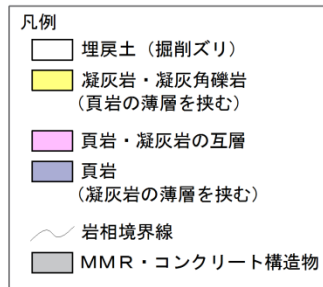 凡例
埋戻土（掘削ズリ）
凝灰岩・凝灰角礫岩
（頁岩の薄層を挟む）
頁岩・凝灰岩の互層
頁岩
（凝灰岩の薄層を挟む）
岩相境界線
ＭＭＲ・コンクリート構造物